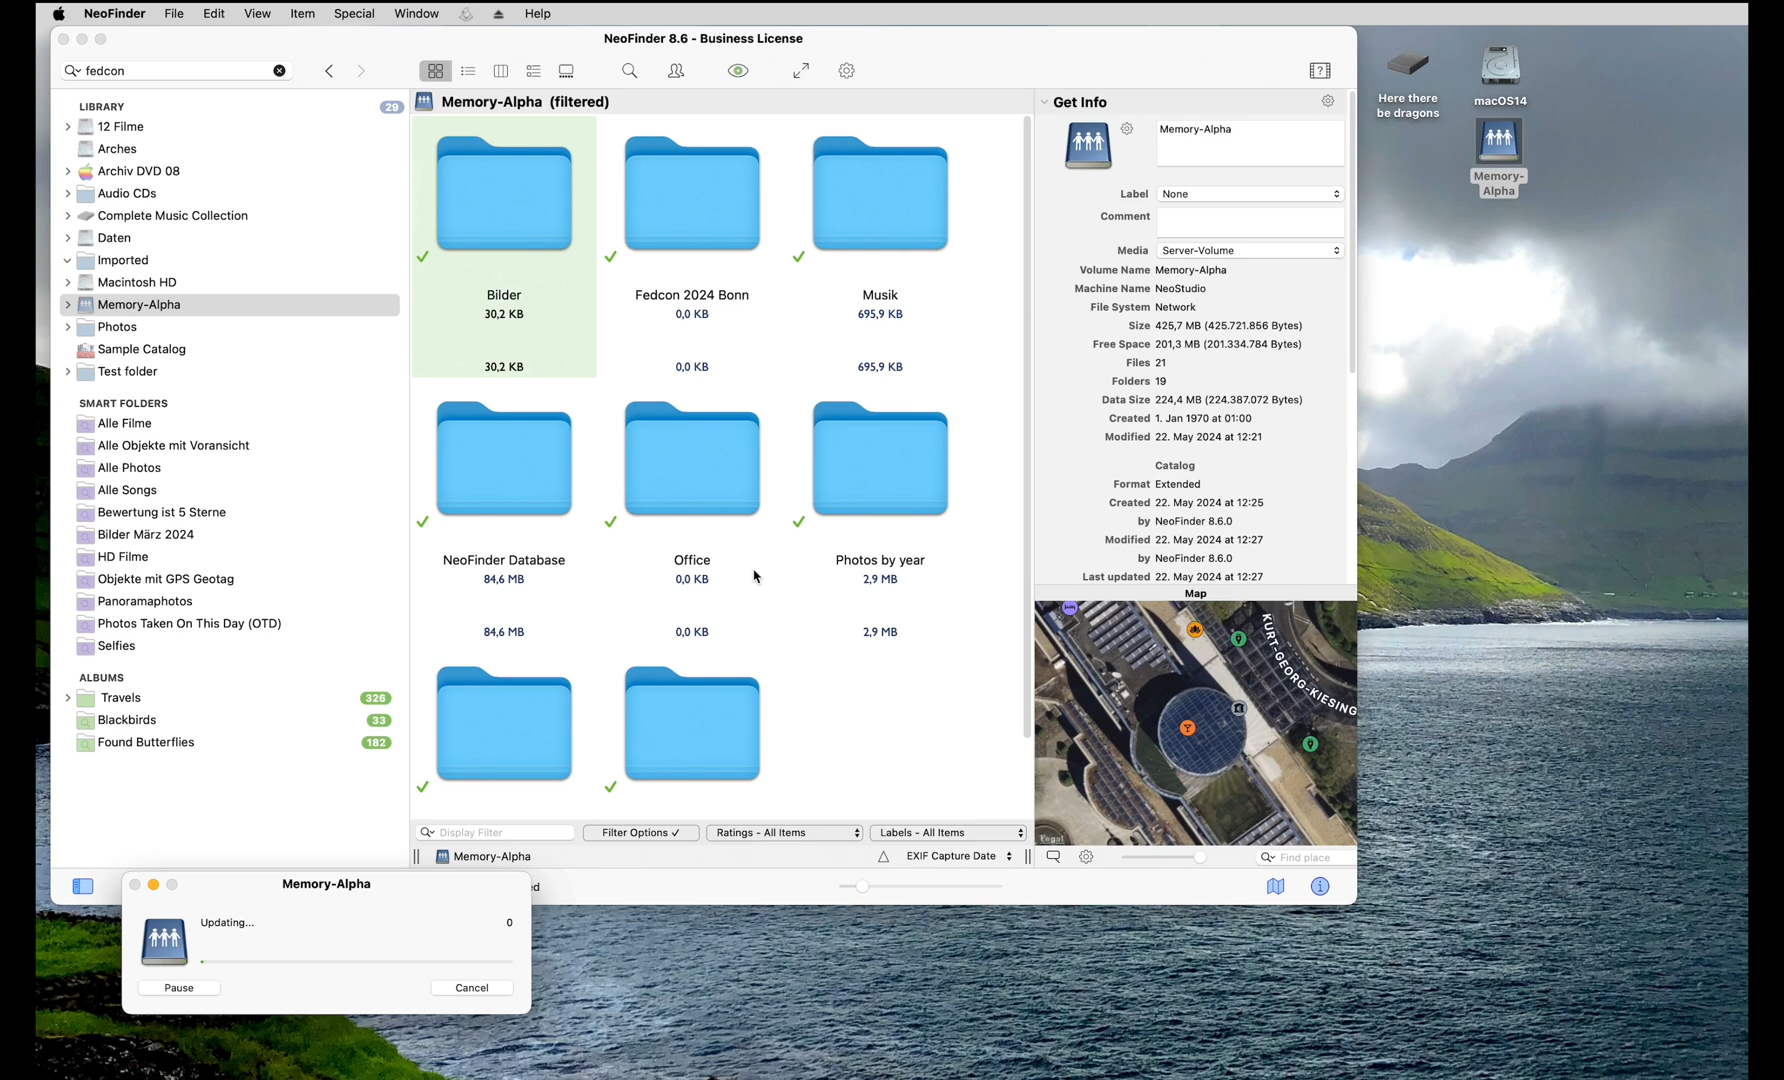 NeoFinder File Edit View Item Special Window Help
NeoFinder 8.6 - Business License
fedcon
LIBRARY 29
12 Filme
Arches
Archiv DVD 08
Audio CDs
Complete Music Collection
Daten
Imported
Macintosh HD
Memory-Alpha
Photos
Sample Catalog
Test folder
SMART FOLDERS
Alle Filme
Alle Objekte mit Voransicht
Alle Photos
Alle Songs
Bewertung ist 5 Sterne
Bilder März 2024
HD Filme
Objekte mit GPS Geotag
Panoramaphotos
Photos Taken On This Day (OTD)
Selfies
ALBUMS
Travels 326
Blackbirds 33
Found Butterflies 182
Memory-Alpha (filtered)
Bilder
30,2 KB
30,2 KB
Fedcon 2024 Bonn
0,0 KB
0,0 KB
Musik
695,9 KB
695,9 KB
NeoFinder Database
84,6 MB
84,6 MB
Office
0,0 KB
0,0 KB
Photos by year
2,9 MB
2,9 MB
Display Filter
Filter Options ✓
Ratings - All Items
Labels - All Items
Memory-Alpha
EXIF Capture Date
Get Info
Memory-Alpha
Label None
Comment
Media Server-Volume
Volume Name Memory-Alpha
Machine Name NeoStudio
File System Network
Size 425,7 MB (425.721.856 Bytes)
Free Space 201,3 MB (201.334.784 Bytes)
Files 21
Folders 19
Data Size 224,4 MB (224.387.072 Bytes)
Created 1. Jan 1970 at 01:00
Modified 22. May 2024 at 12:21
Catalog
Format Extended
Created 22. May 2024 at 12:25
by NeoFinder 8.6.0
Modified 22. May 2024 at 12:27
by NeoFinder 8.6.0
Last updated 22. May 2024 at 12:27
Map
KURT-GEORG-KIESING
Legal
Find place
ed
Memory-Alpha
Updating... 0
Pause
Cancel
Here there
be dragons
macOS14
Memory-
Alpha